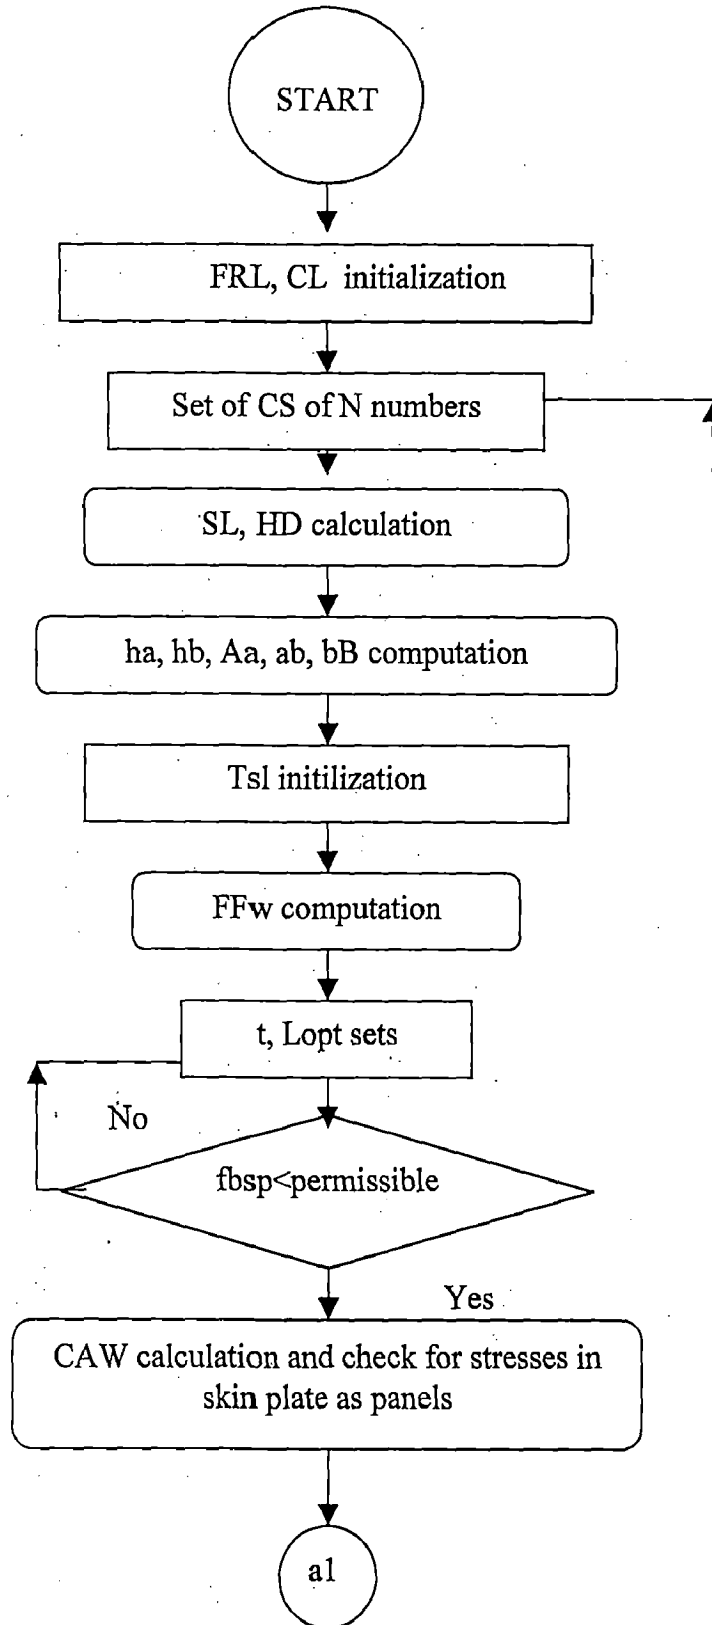 START
FRL, CL initialization
Set of CS of N numbers
SL, HD calculation
ha, hb, Aa, ab, bB computation
Tsl initilization
FFw computation
t, Lopt sets
No
fbsp<permissible
Yes
CAW calculation and check for stresses in
skin plate as panels
a1